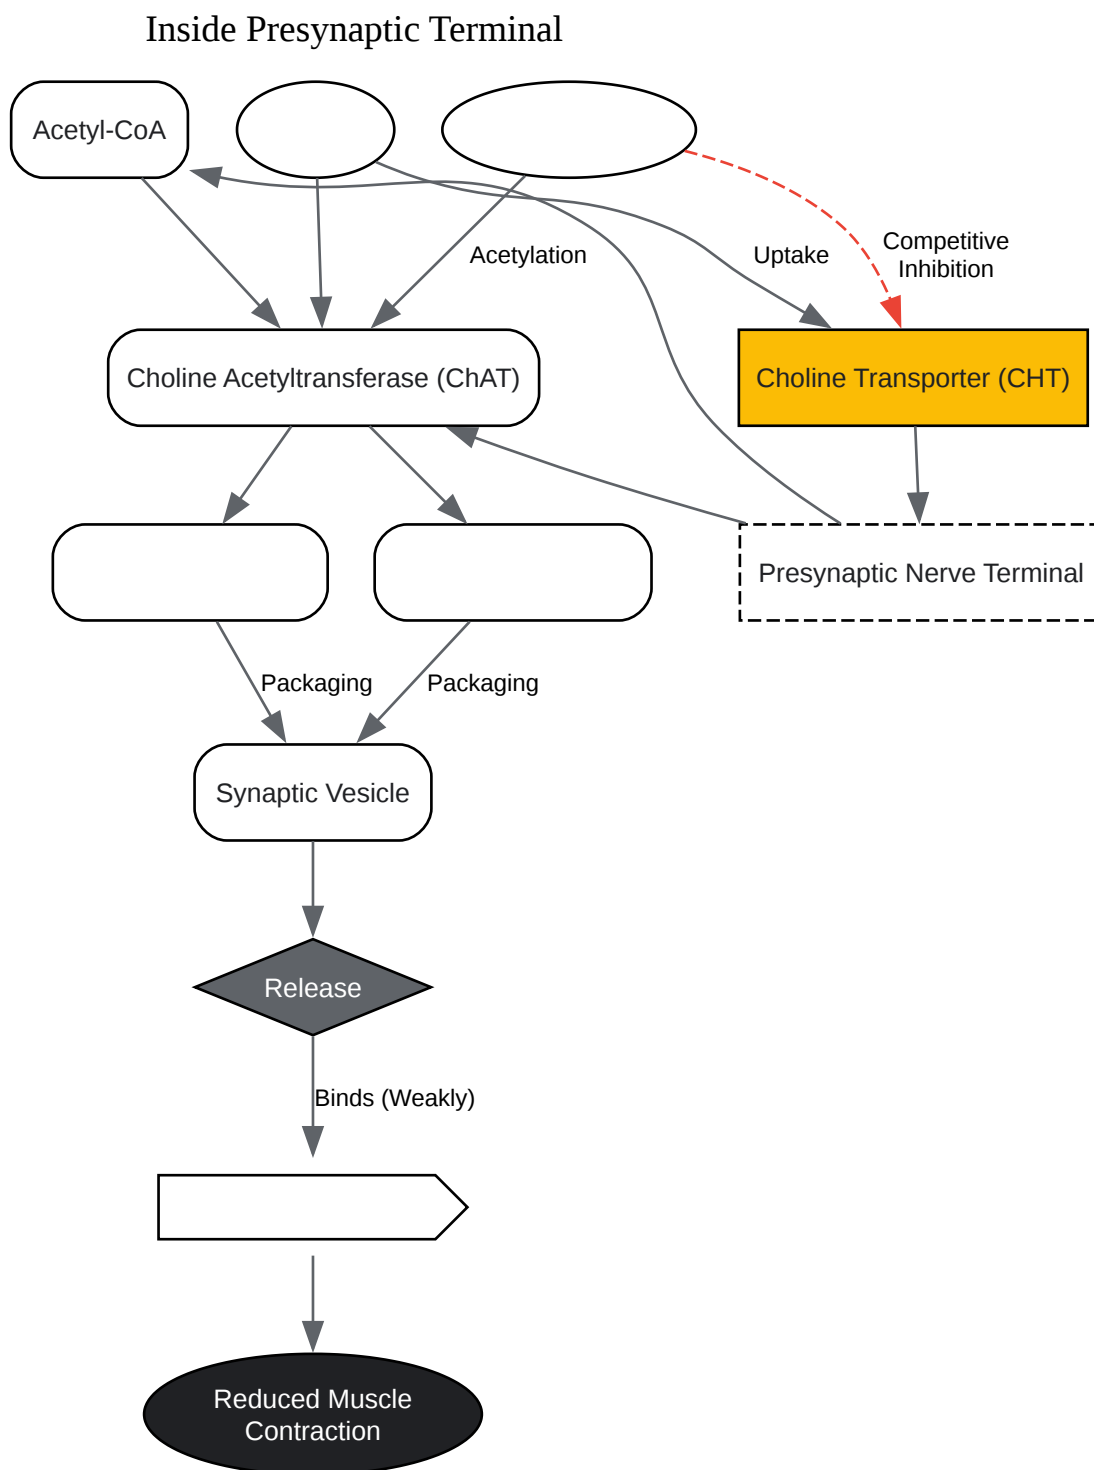 Inside Presynaptic Terminal
Acetyl-CoA
Acetylation
Uptake
Competitive
Inhibition
Choline Acetyltransferase (ChAT)
Choline Transporter (CHT)
Presynaptic Nerve Terminal
Packaging
Packaging
Synaptic Vesicle
Release
Binds (Weakly)
Reduced Muscle
Contraction